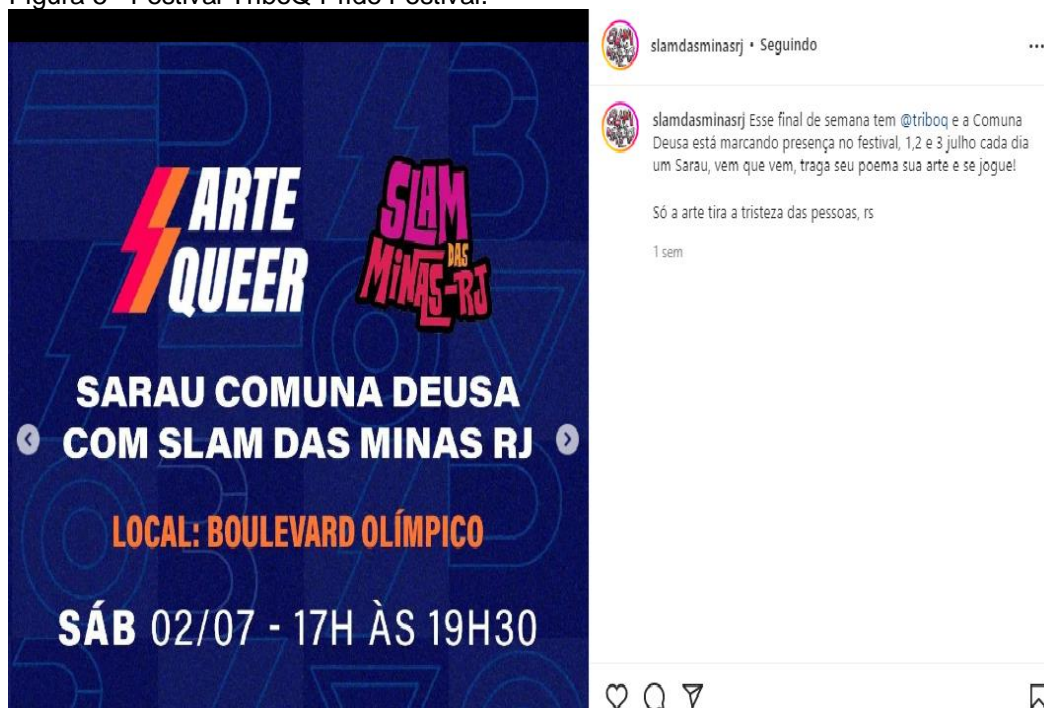 Festival TriboQ Pride Festival.
ARTE
QUEER
SLAM
DAS
MINAS-RJ
SARAU COMUNA DEUSA
COM SLAM DAS MINAS RJ
LOCAL: BOULEVARD OLÍMPICO
SÁB 02/07 - 17H ÀS 19H30
slamdasminasrj • Seguindo
slamdasminasrj Esse final de semana tem @triboq e a Comuna
Deusa está marcando presença no festival, 1,2 e 3 julho cada dia
um Sarau, vem que vem, traga seu poema sua arte e se jogue!
Só a arte tira a tristeza das pessoas, rs
1 sem